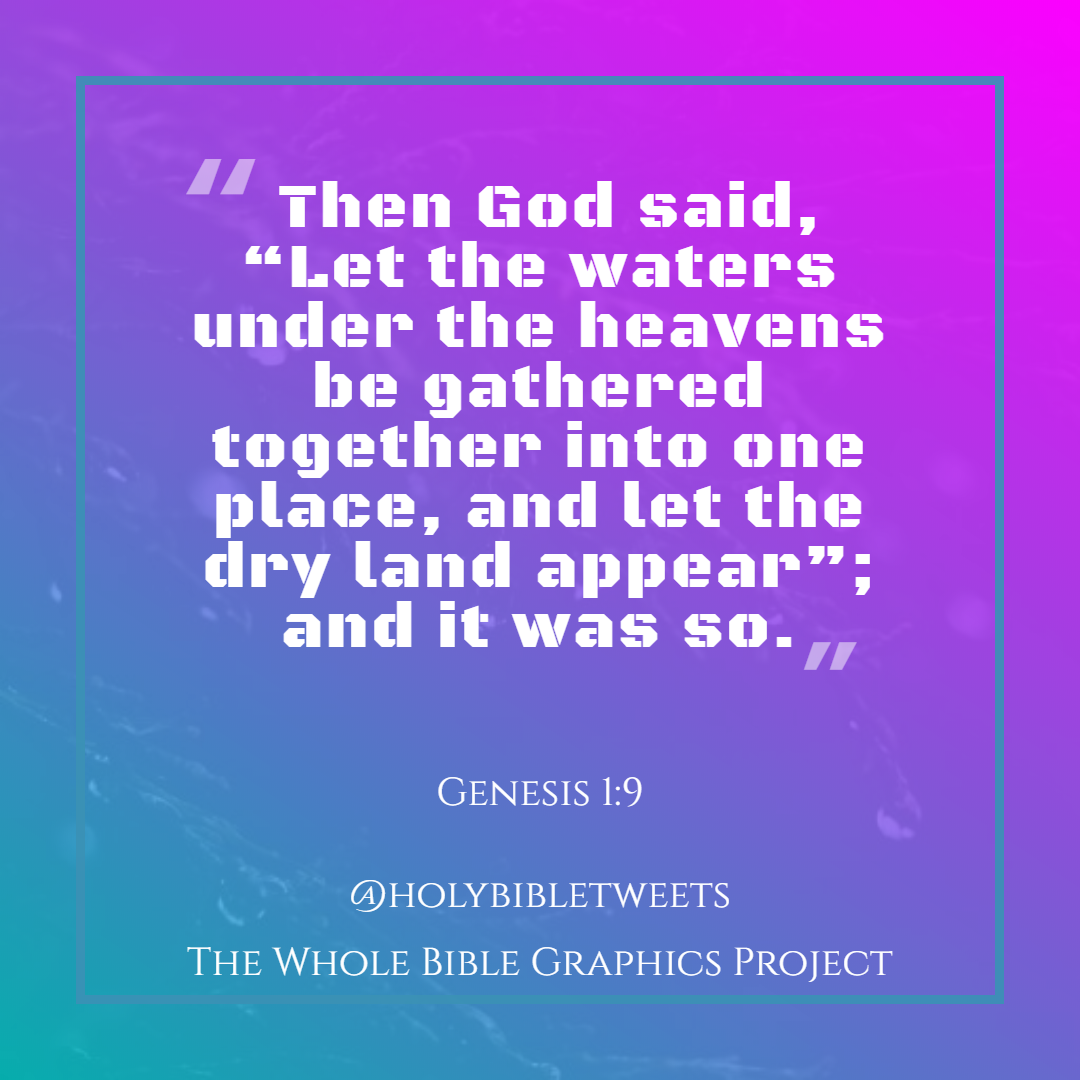 “
Then God said,
“Let the waters
under the heavens
be gathered
together into one
place, and let the
dry land appear”;
and it was so.
”
Genesis 1:9
@holybibletweets
The Whole Bible Graphics Project